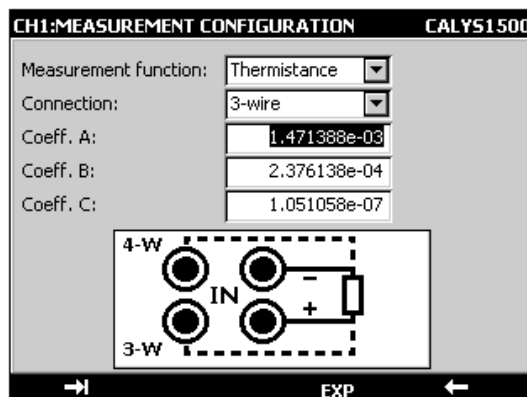 CH1:MEASUREMENT CONFIGURATION CALYS1500
Measurement function: Thermistance
Connection: 3-wire
Coeff. A: 1.471388e-03
Coeff. B: 2.376138e-04
Coeff. C: 1.051058e-07
4-W
−
IN
+
3-W
EXP